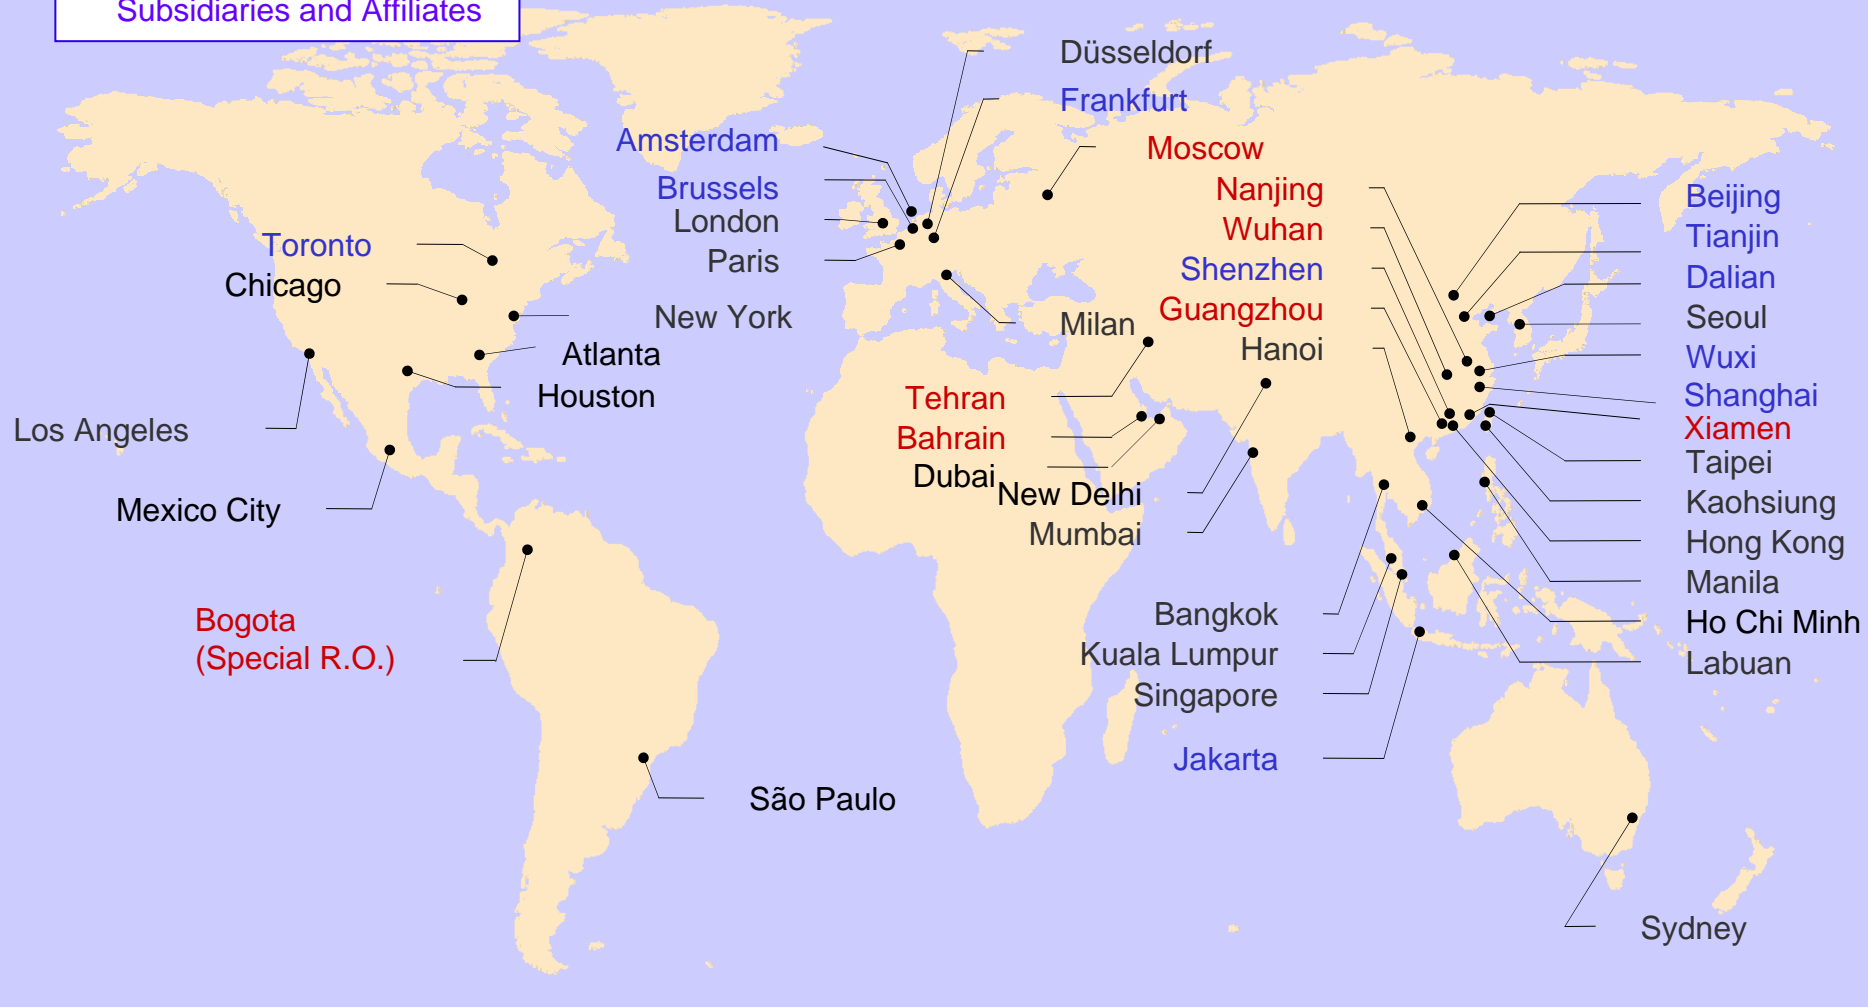 Subsidiaries and Affiliates
Düsseldorf
Frankfurt
Amsterdam
Moscow
Brussels
Nanjing
Beijing
London
Wuhan
Tianjin
Toronto
Paris
Shenzhen
Dalian
Chicago
Guangzhou
New York
Milan
Seoul
Hanoi
Atlanta
Wuxi
Houston
Tehran
Shanghai
Los Angeles
Bahrain
Xiamen
Dubai
Taipei
Mexico City
New Delhi
Kaohsiung
Mumbai
Hong Kong
Manila
Bogota
(Special R.O.)
Bangkok
Ho Chi Minh
Kuala Lumpur
Labuan
Singapore
Jakarta
São Paulo
Sydney